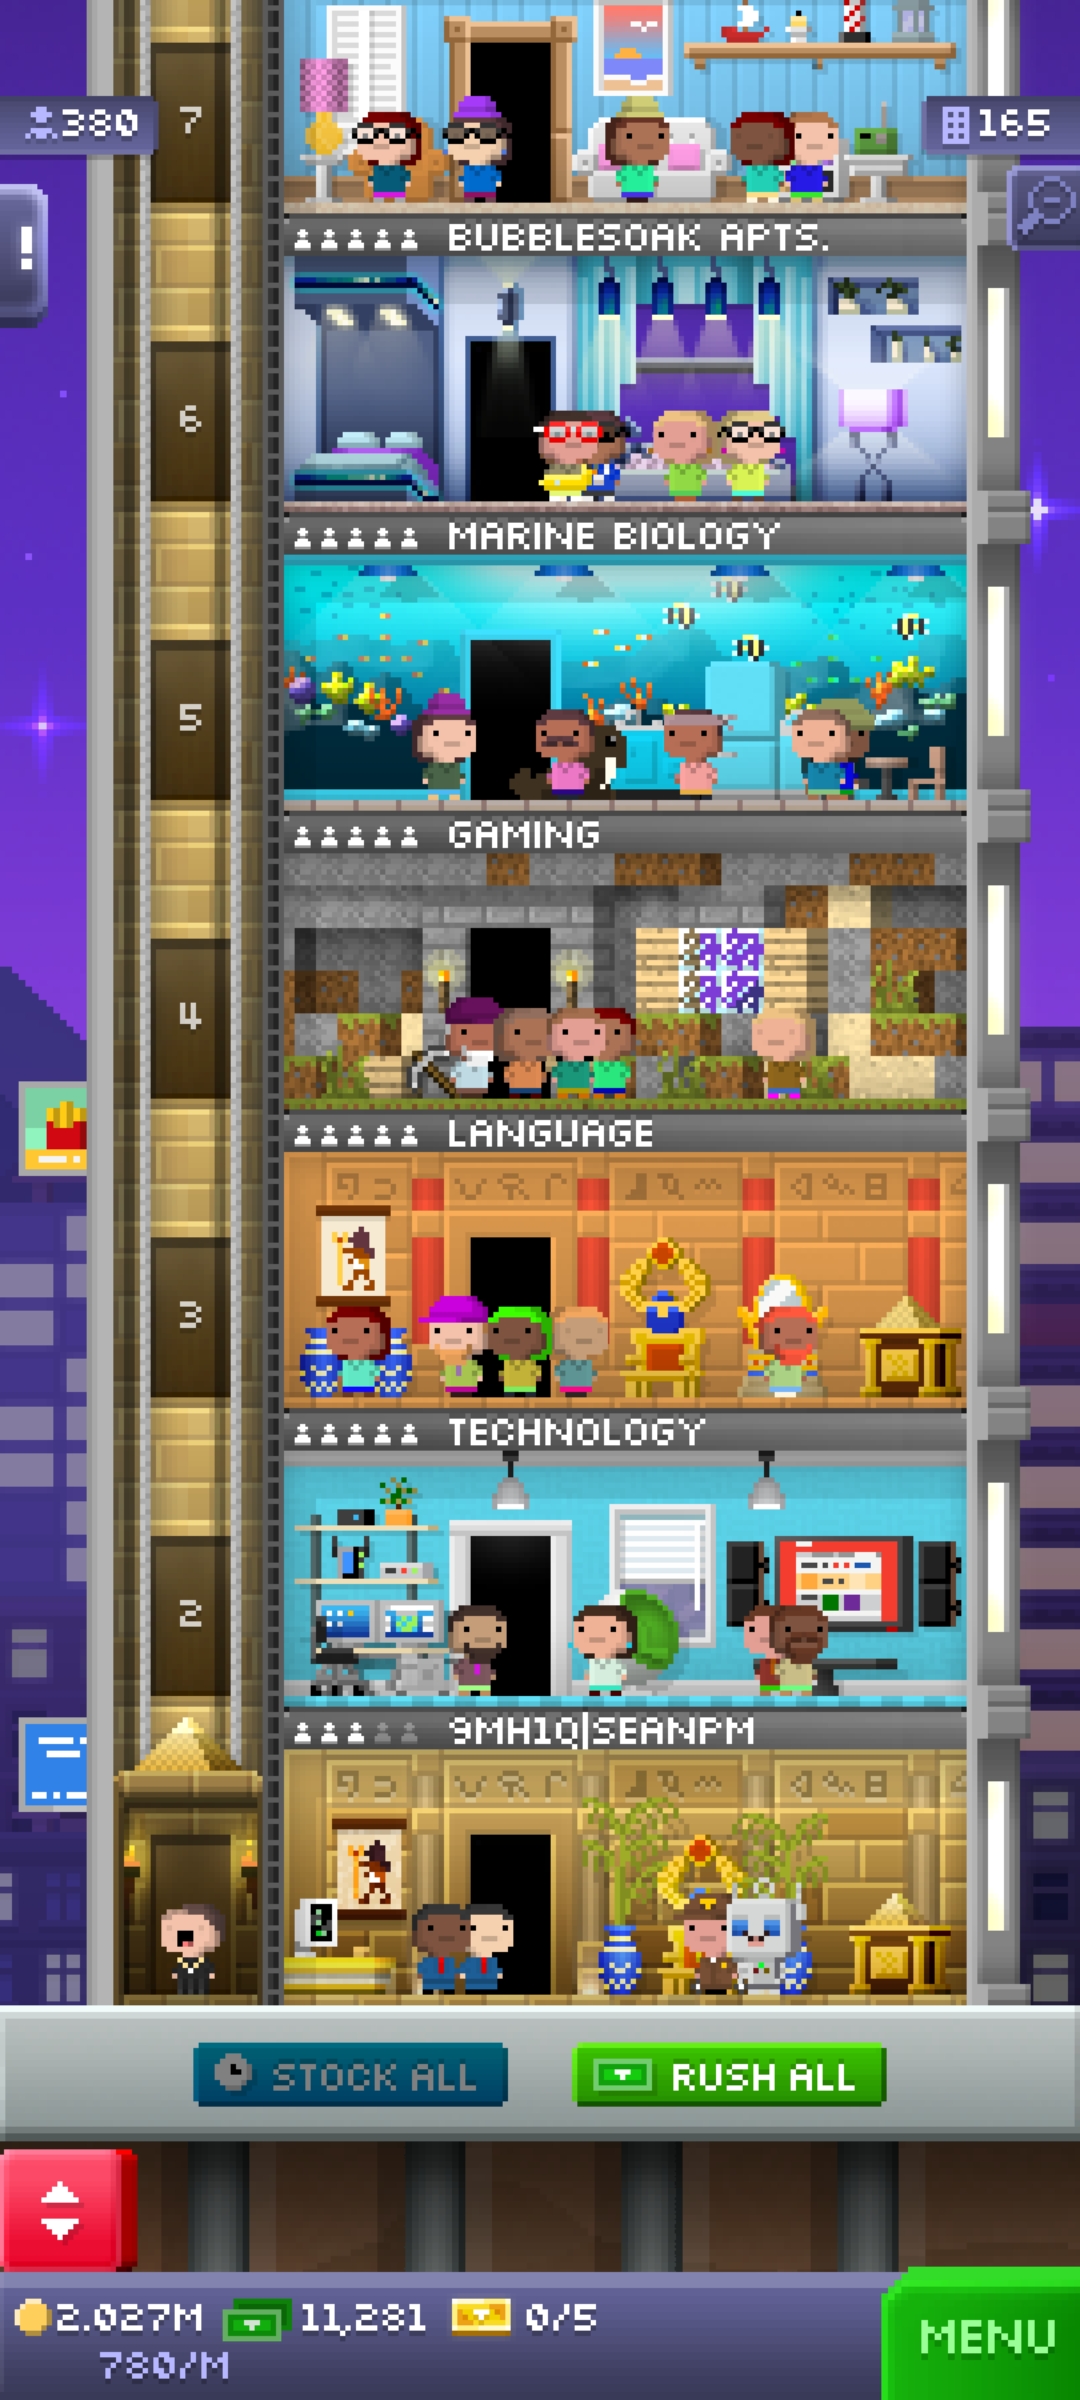 380
7
165
!
BUBBLESOAK APTS.
6
MARINE BIOLOGY
5
GAMING
4
LANGUAGE
3
TECHNOLOGY
2
9MH1Q|SEANPM
STOCK ALL
RUSH ALL
2.027M
11,281
0/5
780/M
MENU